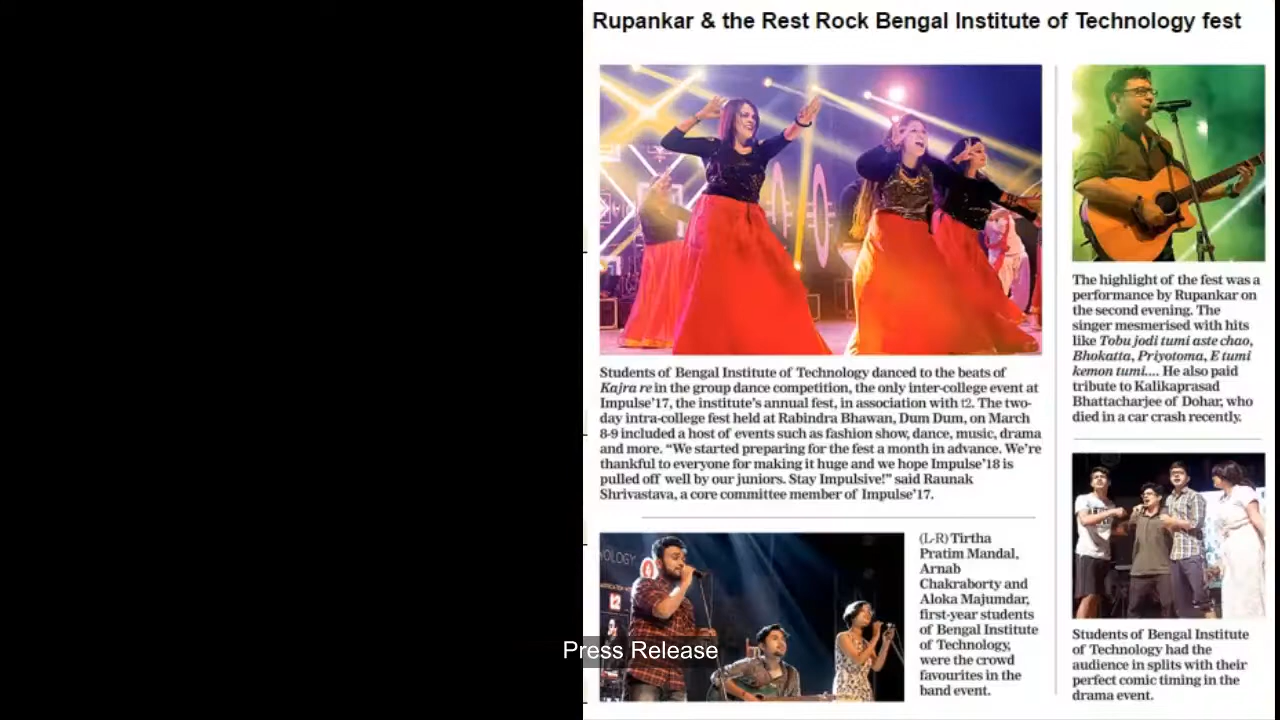 Rupankar & the Rest Rock Bengal Institute of Technology fest
Students of Bengal Institute of Technology danced to the beats of
Kajra re in the group dance competition, the only inter-college event at
Impulse'17, the institute's annual fest, in association with t2. The two-
day intra-college fest held at Rabindra Bhawan, Dum Dum, on March
8-9 included a host of events such as fashion show, dance, music, drama
and more. “We started preparing for the fest a month in advance. We're
thankful to everyone for making it huge and we hope Impulse'18 is
pulled off well by our juniors. Stay Impulsive!” said Raunak
Shrivastava, a core committee member of Impulse'17.
OLOGY
t2
(L-R) Tirtha
Pratim Mandal,
Arnab
Chakraborty and
Aloka Majumdar,
first-year students
of Bengal Institute
of Technology,
were the crowd
favourites in the
band event.
The highlight of the fest was a
performance by Rupankar on
the second evening. The
singer mesmerised with hits
like Tobu jodi tumi aste chao,
Bhokatta, Priyotoma, E tumi
kemon tumi.... He also paid
tribute to Kalikaprasad
Bhattacharjee of Dohar, who
died in a car crash recently.
Students of Bengal Institute
of Technology had the
audience in splits with their
perfect comic timing in the
drama event.
Press Release